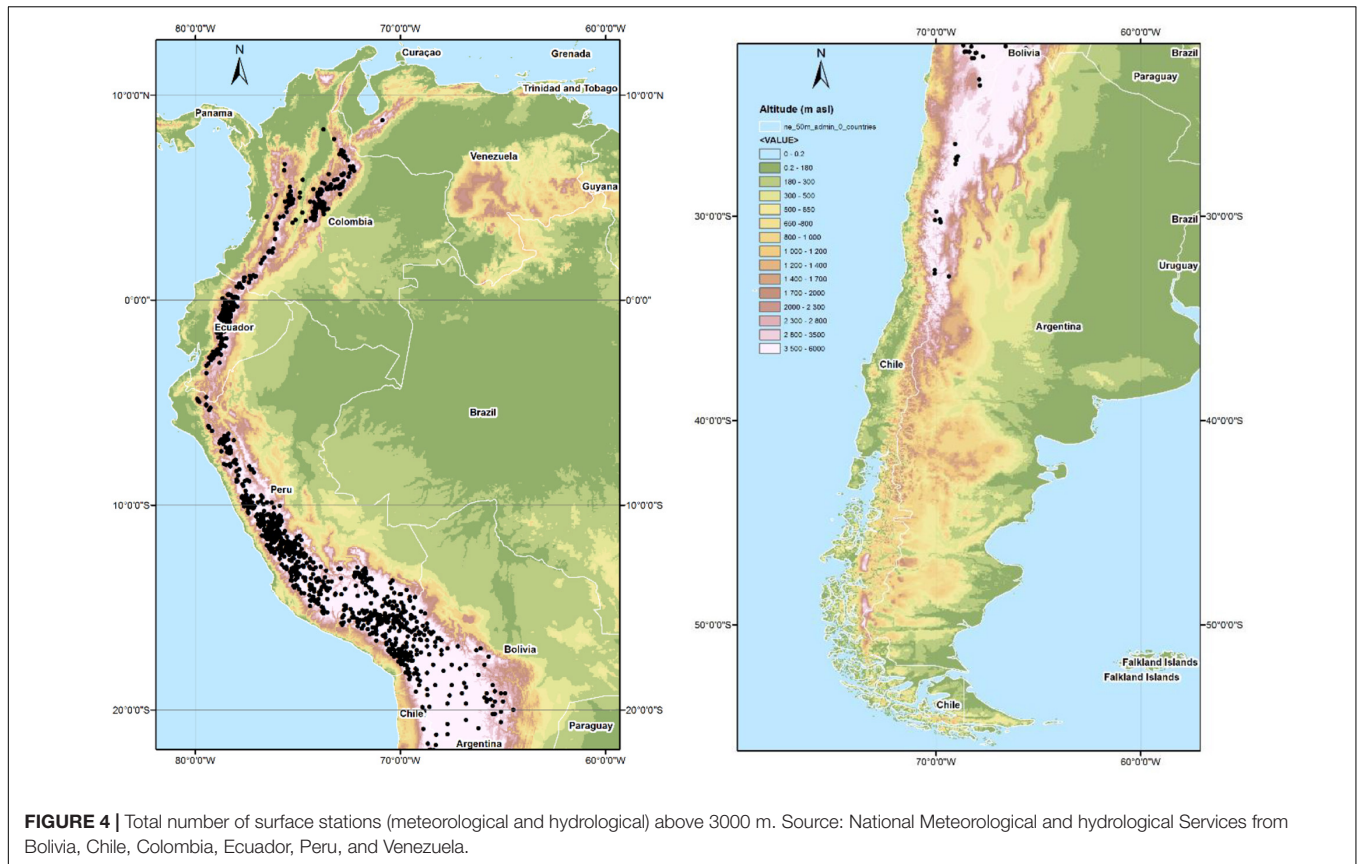 80°0'0"W 70°0'0"W 60°0'0"W
N
Curaçao
Grenada
10°0'0"N
Trinidad and Tobago
10°0'0"N
Panama
Venezuela
Guyana
Colombia
0°0'0"
0°0'0"
Ecuador
Brazil
Peru
10°0'0"S
10°0'0"S
Bolivia
20°0'0"S
Chile
20°0'0"S
Paraguay
Argentina
80°0'0"W 70°0'0"W 60°0'0"W
70°0'0"W 60°0'0"W
N
Bolivia
Brazil
Paraguay
Altitude (m asl)
ne_50m_admin_0_countries
<VALUE>
0 - 0.2
0.2 - 180
180 - 300
300 - 500
500 - 650
650 -800
800 - 1 000
1 000 - 1 200
1 200 - 1 400
1 400 - 1 700
1 700 - 2000
2000 - 2 300
2 300 - 2 800
2 800 - 3500
3 500 - 6000
30°0'0"S
Brazil
30°0'0"S
Uruguay
Argentina
Chile
40°0'0"S
40°0'0"S
50°0'0"S
50°0'0"S
Falkland Islands
Falkland Islands
Chile
70°0'0"W 60°0'0"W
FIGURE 4 | Total number of surface stations (meteorological and hydrological) above 3000 m. Source: National Meteorological and hydrological Services from
Bolivia, Chile, Colombia, Ecuador, Peru, and Venezuela.